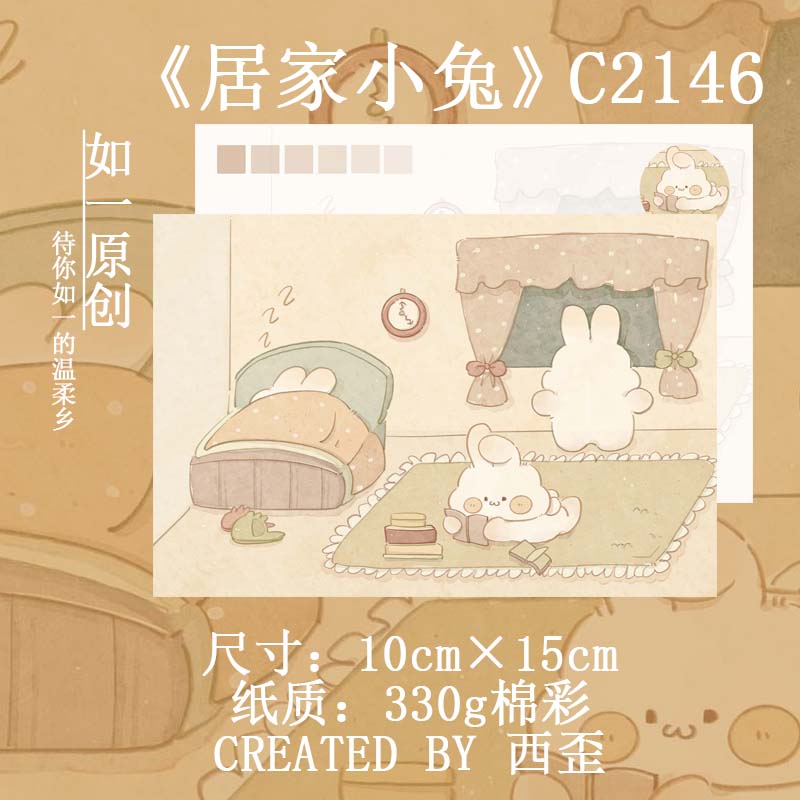 《居家小兔》C2146
如一原创
待你如一的温柔乡
z z z
尺寸：10cm×15cm
纸质：330g棉彩
CREATED BY 西歪